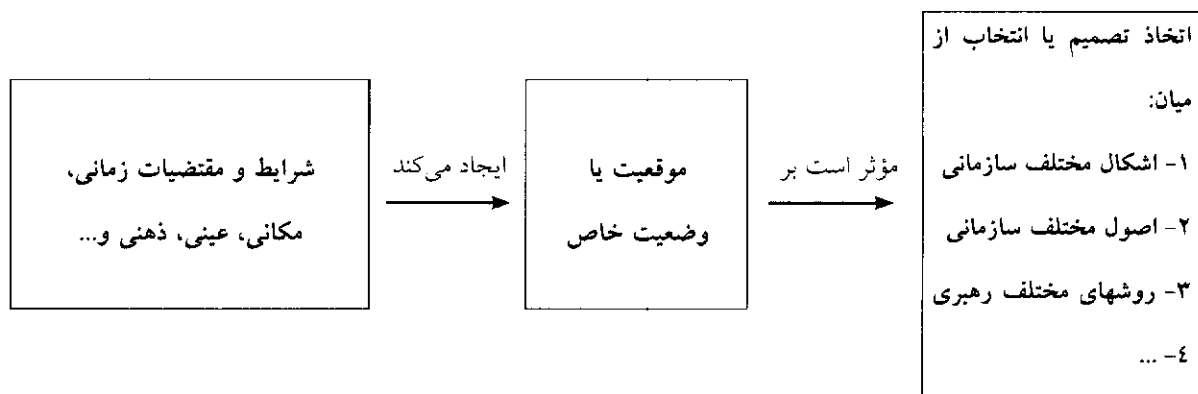 شرایط و مقتضیات زمانی،
مکانی، عینی، ذهنی و...
ایجاد می‌کند
موقعیت یا
وضعیت خاص
مؤثر است بر
اتخاذ تصمیم یا انتخاب از
میان:
۱- اشکال مختلف سازمانی
۲- اصول مختلف سازمانی
۳- روشهای مختلف رهبری
٤- ...